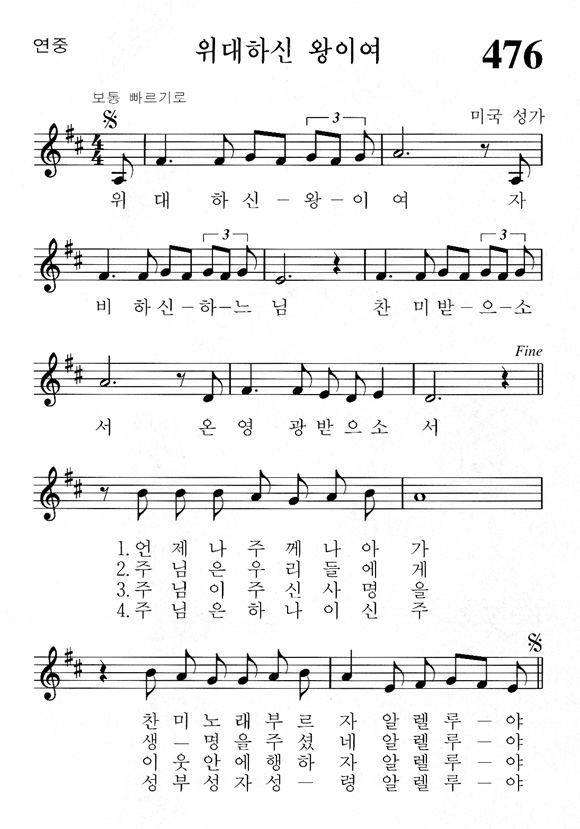 연중 위대하신 왕이여 476
보통 빠르기로
미국 성가
3
위 대 하 신 – 왕 – 이 여 자
3 3
비 하신 – 하 – 느 님 찬 미받 – 으 – 소
Fine
서 온 영 광 받 으 소 서
1. 언 제 나 주 께 나 아 가
2. 주 님 은 우 리 들 에 게
3. 주 님 이 주 신 사 명 을
4. 주 님 은 하 나 이 신 주
찬 미 노 래 부 르 자 알 렐 루 – 야
생 – 명 을 주 셨 네 알 렐 루 – 야
이 웃 안 에 행 하 자 알 렐 루 – 야
성 부 성 자 성 – 령 알 렐 루 – 야